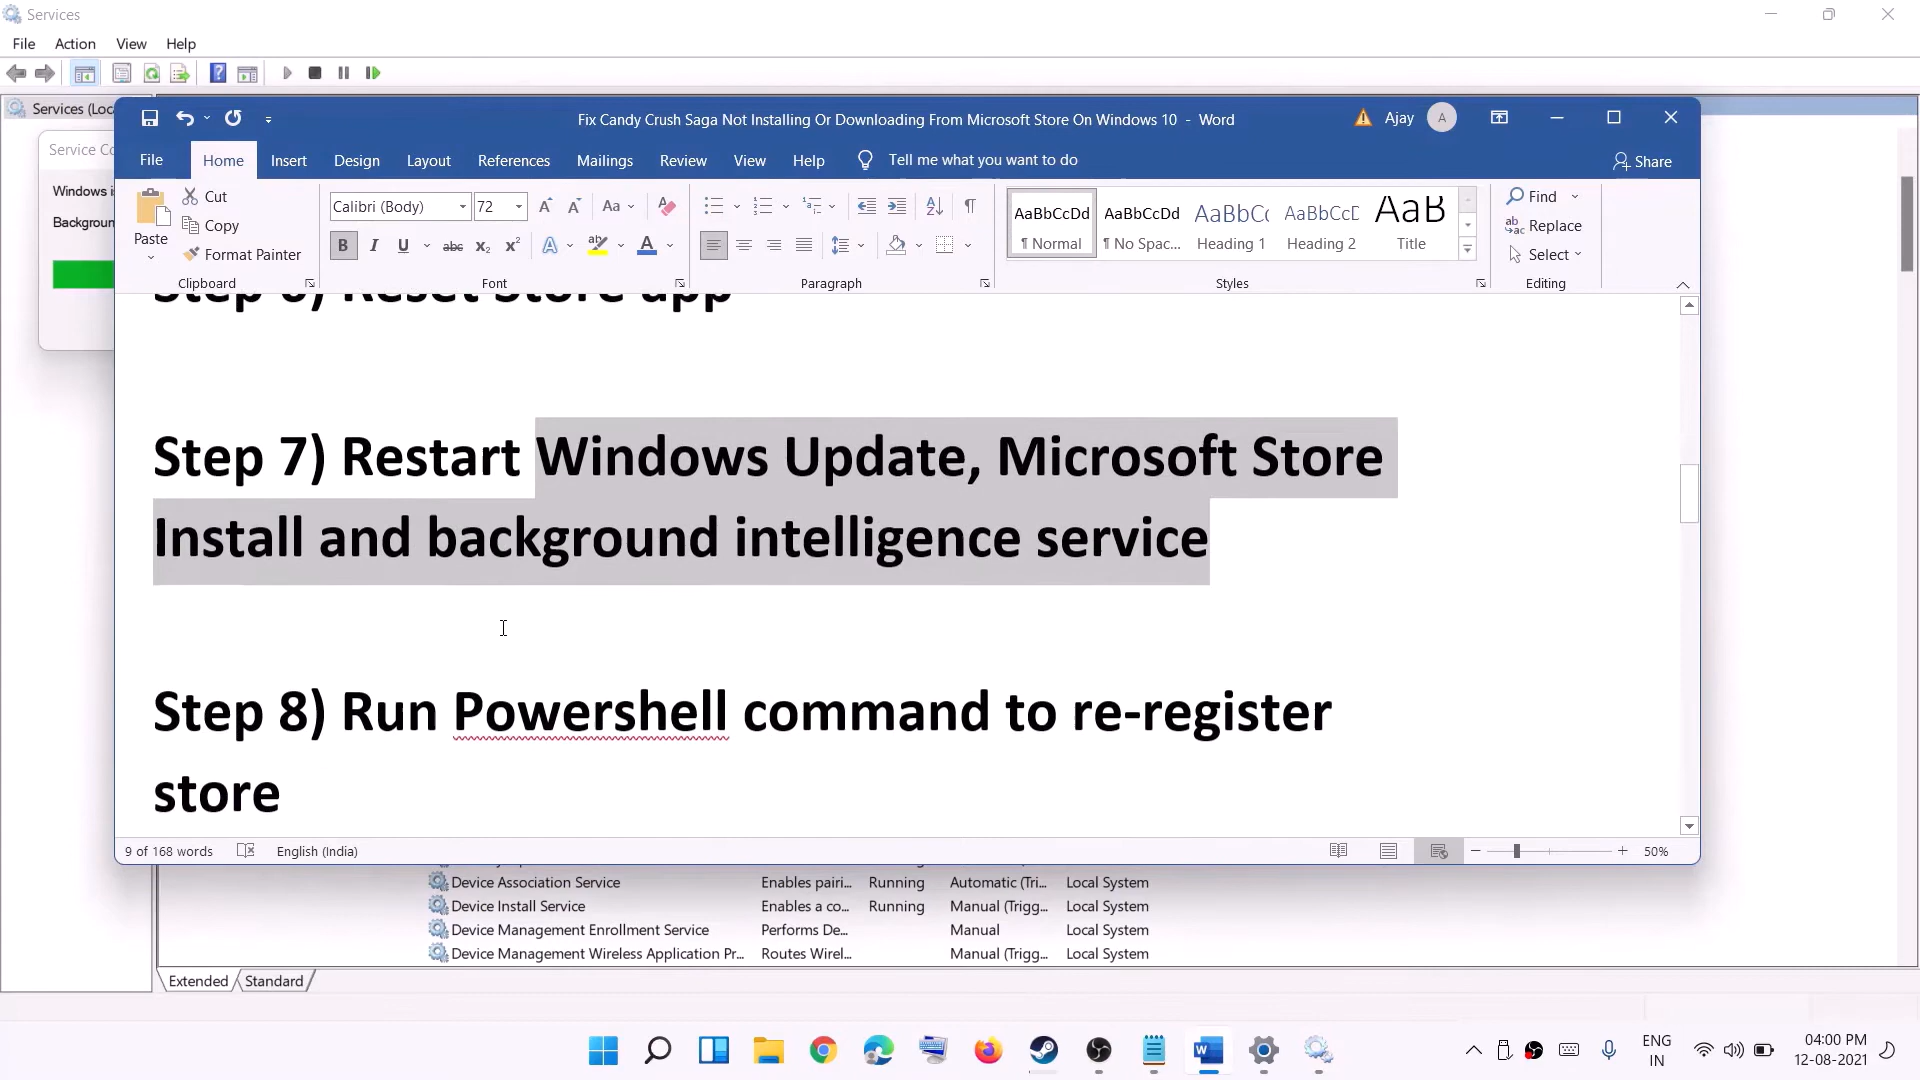 Services
File Action View Help
Services (Loc
Service Co
Windows i
Backgroun
Fix Candy Crush Saga Not Installing Or Downloading From Microsoft Store On Windows 10 - Word
Ajay
A
File Home Insert Design Layout References Mailings Review View Help Tell me what you want to do
Share
Paste
Cut
Copy
Format Painter
Clipboard
Calibri (Body) 72
Font
Paragraph
AaBbCcDd AaBbCcDd AaBbCc AaBbCcD AaB
¶ Normal ¶ No Spac... Heading 1 Heading 2 Title
Styles
Find
Replace
Select
Editing
Step 6) Reset Store app
Step 7) Restart Windows Update, Microsoft Store
Install and background intelligence service
Step 8) Run Powershell command to re-register
store
9 of 168 words English (India)
50%
Device Association Service Enables pairi... Running Automatic (Tri... Local System
Device Install Service Enables a co... Running Manual (Trigg... Local System
Device Management Enrollment Service Performs De... Manual Local System
Device Management Wireless Application Pr... Routes Wirel... Manual (Trigg... Local System
Extended Standard
ENG
IN
04:00 PM
12-08-2021